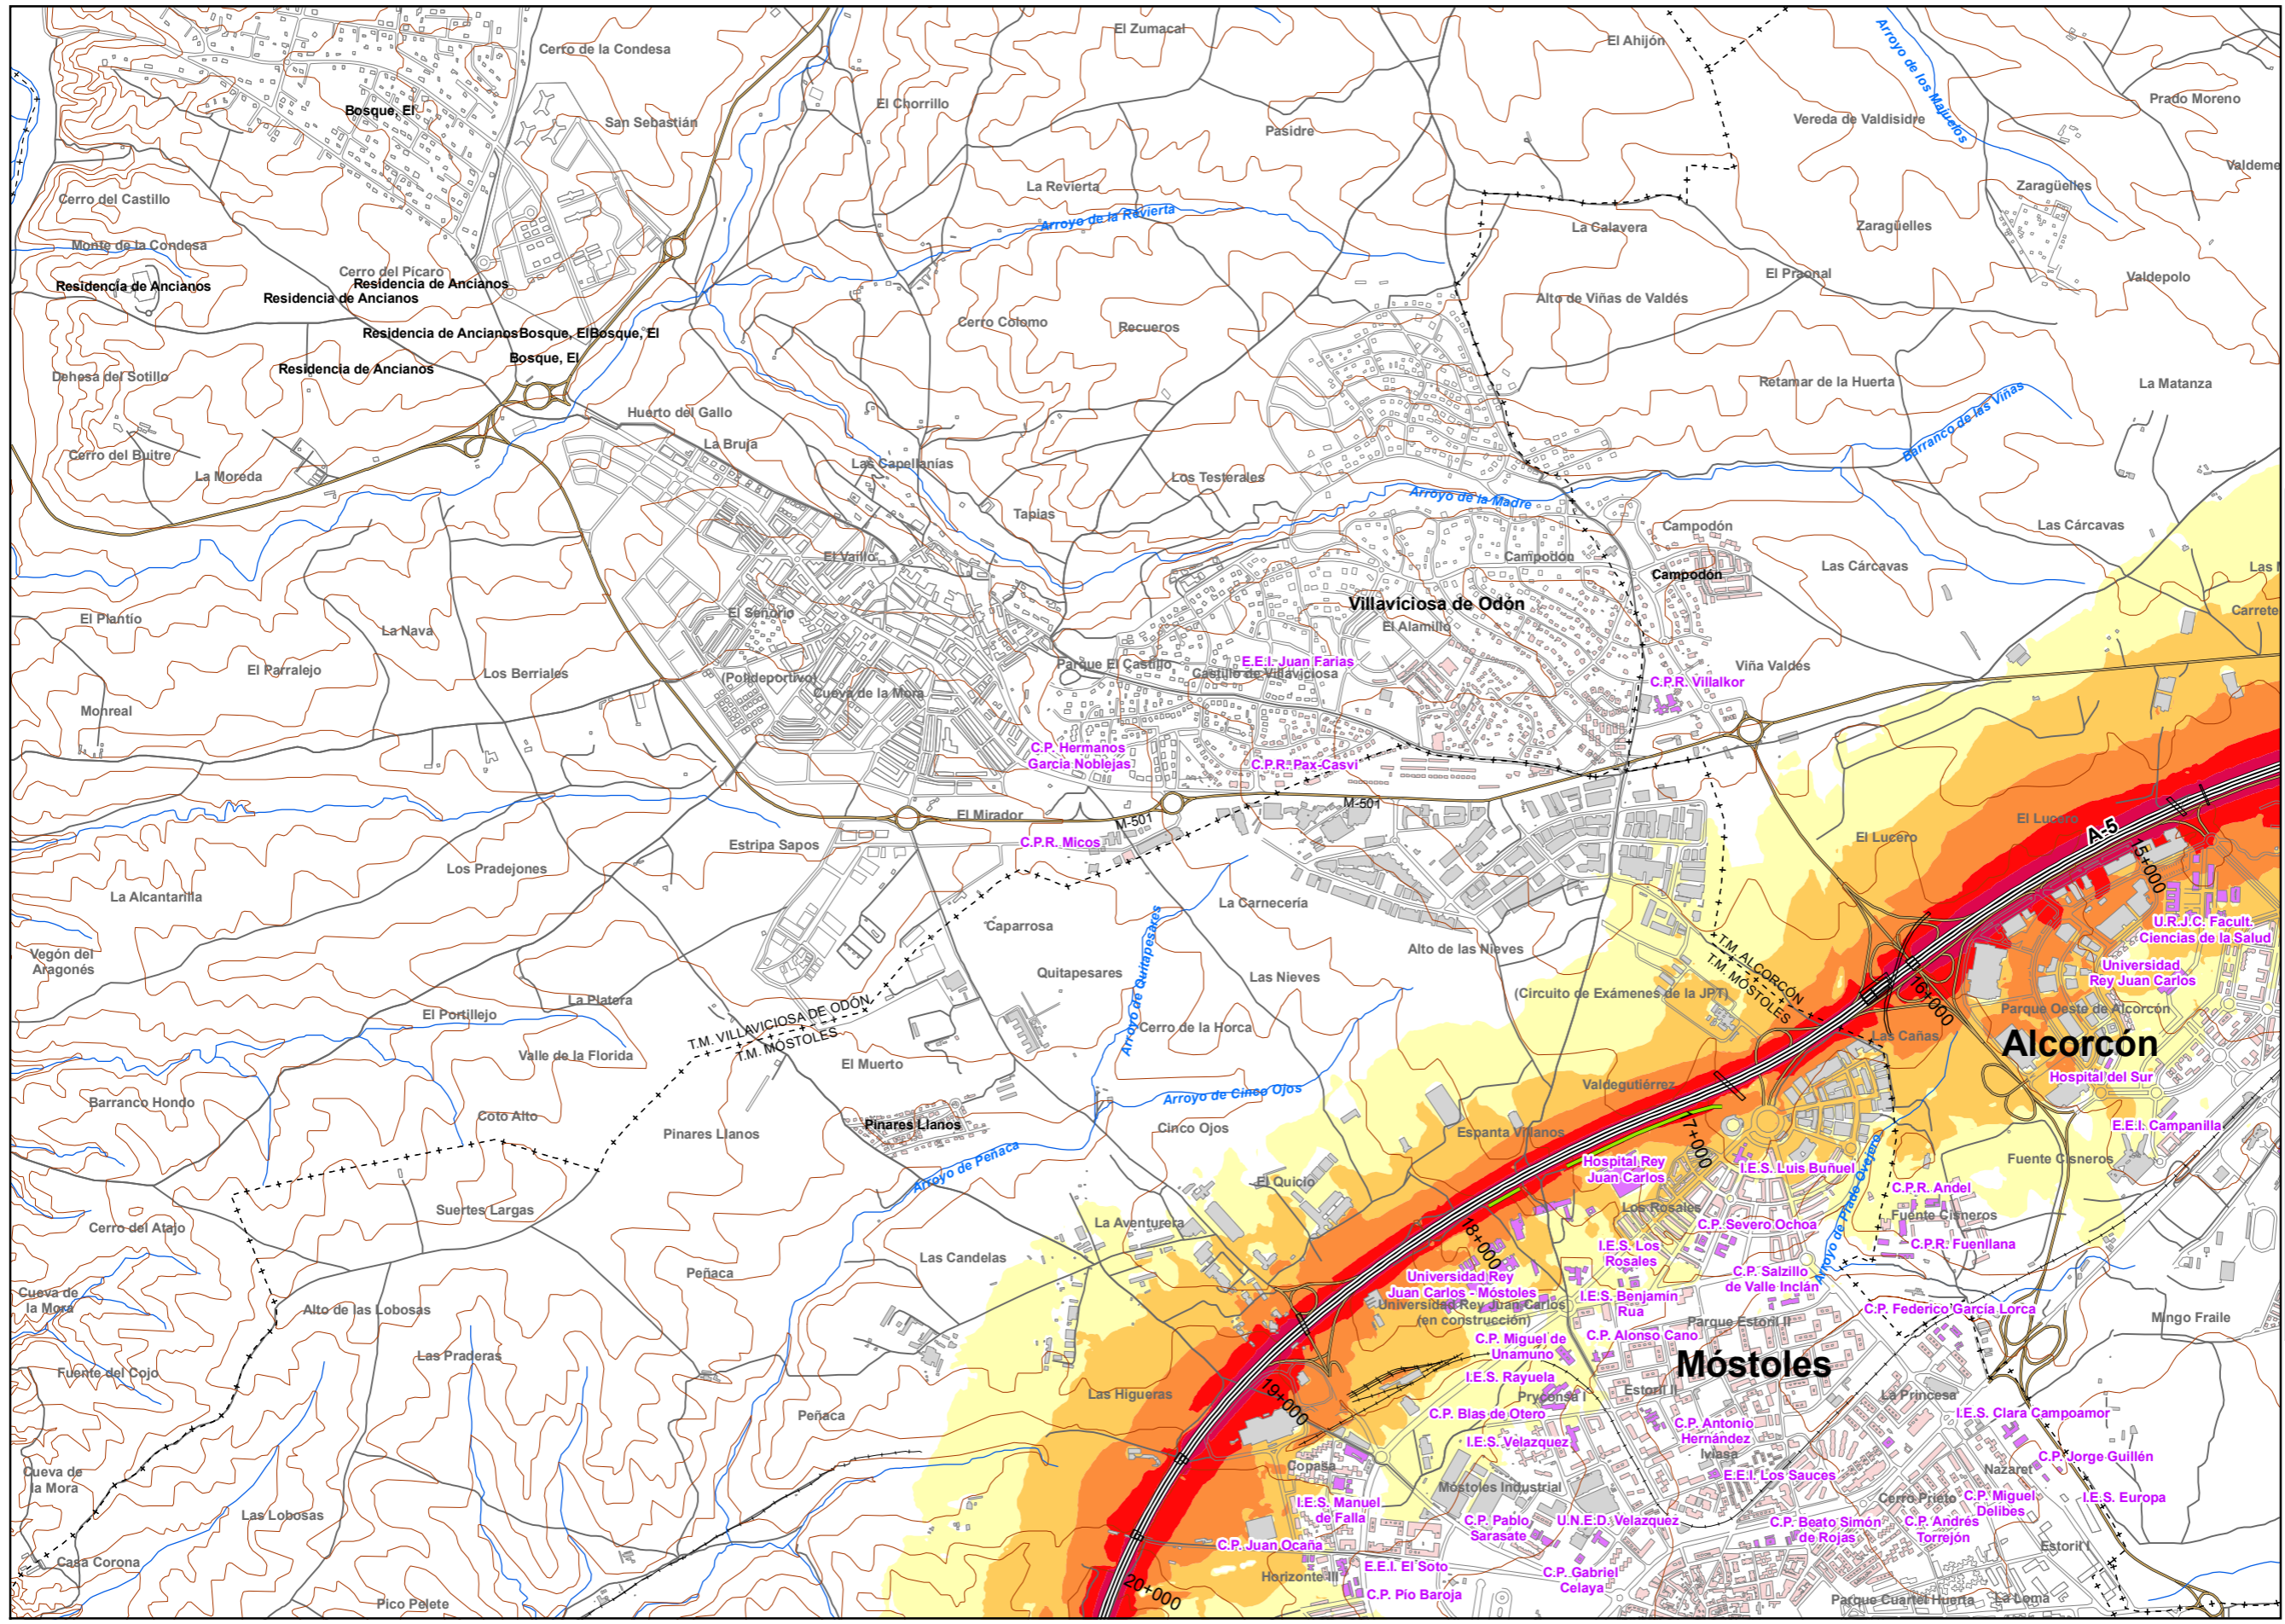 El Zumacal
El Ahijón
Arroyo de los Majuelos
Cerro de la Condesa
Prado Moreno
El Chorrillo
Bosque, El
San Sebastián
Pasidre
Vereda de Valdisidre
Valdeme
La Revierta
Zaragüelles
Cerro del Castillo
Arroyo de la Revierta
La Calavera
Zaragüelles
Monte de la Condesa
Cerro del Pícaro
El Praonal
Valdepolo
Residencia de Ancianos
Residencia de Ancianos
Residencia de Ancianos
Alto de Viñas de Valdés
Cerro Colomo
Recueros
Residencia de Ancianos
Bosque, El
Bosque, El
Bosque, El
Residencia de Ancianos
Dehesa del Sotillo
Retamar de la Huerta
La Matanza
Huerto del Gallo
Barranco de las Viñas
La Bruja
Cerro del Buitre
La Moreda
Las Capellanías
Los Testerales
Arroyo de la Madre
Tapias
Campodón
Las Cárcavas
El Vaillo
Campodón
Campodón
Las Cárcavas
Villaviciosa de Odón
El Señorío
El Plantío
La Nava
El Alamillo
Carrete
Parque El Castillo
E.E.I. Juan Farias
Castillo de Villaviciosa
El Parralejo
Los Berriales
(Polideportivo)
Cueva de la Mora
Viña Valdés
C.P.R. Villalkor
Monreal
C.P. Hermanos
García Noblejas
C.P.R. Pax-Casvi
M-501
M-501
El Mirador
C.P.R. Micos
Estripa Sapos
El Lucero
El Lucero
A-5
15+000
Los Pradejones
La Alcantarilla
La Carnecería
Caparrosa
Arroyo de Quitapesares
U.R.J.C. Facult.
Ciencias de la Salud
Alto de las Nieves
T.M. ALCORCÓN
T.M. MÓSTOLES
Vegón del
Aragonés
Quitapesares
Las Nieves
Universidad
Rey Juan Carlos
(Circuito de Exámenes de la JPT)
16+000
La Platera
T.M. VILLAVICIOSA DE ODÓN
T.M. MÓSTOLES
El Portillejo
Parque Oeste de Alcorcón
Cerro de la Horca
Las Cañas
Alcorcón
Valle de la Florida
El Muerto
Hospital del Sur
Valdegutiérrez
Barranco Hondo
Coto Alto
Arroyo de Cinco Ojos
Pinares Llanos
Pinares Llanos
Cinco Ojos
Espanta Villanos
17+000
E.E.I. Campanilla
Arroyo de Peñaca
Hospital Rey
Juan Carlos
I.E.S. Luis Buñuel
Arroyo de Prado Ovejero
Fuente Cisneros
El Quicio
C.P.R. Andel
Suertes Largas
Los Rosales
Fuente Cisneros
Cerro del Atajo
La Aventurera
18+000
C.P. Severo Ochoa
Las Candelas
I.E.S. Los
Rosales
C.P.R. Fuenllana
Peñaca
Universidad Rey
Juan Carlos - Móstoles
C.P. Salzillo
de Valle Inclán
Cueva de
la Mora
Alto de las Lobosas
Universidad Rey Juan Carlos
(en construcción)
I.E.S. Benjamín
Rua
C.P. Federico García Lorca
Parque Estoril II
Mingo Fraile
C.P. Miguel de
Unamuno
C.P. Alonso Cano
Las Praderas
Móstoles
Fuente del Cojo
I.E.S. Rayuela
Las Higueras
19+000
Pryconsa I
Estoril II
La Princesa
Peñaca
C.P. Blas de Otero
C.P. Antonio
Hernández
I.E.S. Clara Campoamor
I.E.S. Velazquez
Iviasa
C.P. Jorge Guillén
Cueva de
la Mora
Copasa
E.E.I. Los Sauces
Nazaret
Móstoles Industrial
Las Lobosas
I.E.S. Manuel
de Falla
Cerro Prieto
C.P. Miguel
Delibes
I.E.S. Europa
C.P. Pablo
Sarasate
U.N.E.D. Velazquez
C.P. Beato Simón
de Rojas
C.P. Andrés
Torrejón
C.P. Juan Ocaña
Estoril I
Casa Corona
E.E.I. El Soto
Horizonte III
C.P. Gabriel
Celaya
20+000
C.P. Pío Baroja
Pico Pelete
Parque Cuartel Huerta
La Loma